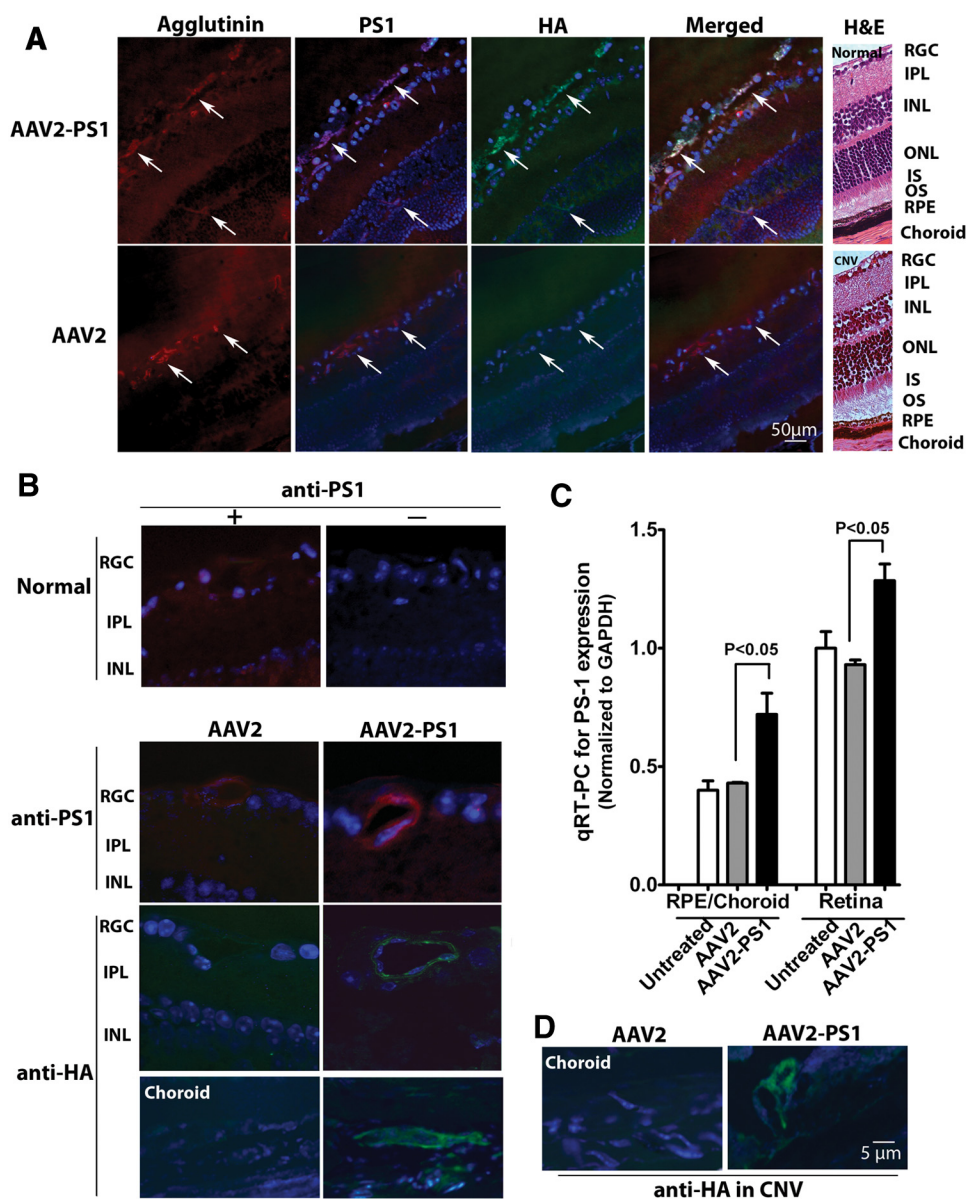 A
Agglutinin PS1 HA Merged H&E
AAV2-PS1
Normal
RGC
IPL
INL
ONL
IS
OS
RPE
Choroid
AAV2
50µm
CNV
RGC
IPL
INL
ONL
IS
OS
RPE
Choroid
B
anti-PS1
+ —
Normal
RGC
IPL
INL
AAV2 AAV2-PS1
anti-PS1
RGC
IPL
INL
anti-HA
RGC
IPL
INL
Choroid
C
qRT-PC for PS-1 expression
(Normalized to GAPDH)
1.5
1.0
0.5
0.0
P<0.05
P<0.05
RPE/Choroid Retina
Untreated
AAV2
AAV2-PS1
Untreated
AAV2
AAV2-PS1
D
AAV2 AAV2-PS1
Choroid
5 µm
anti-HA in CNV